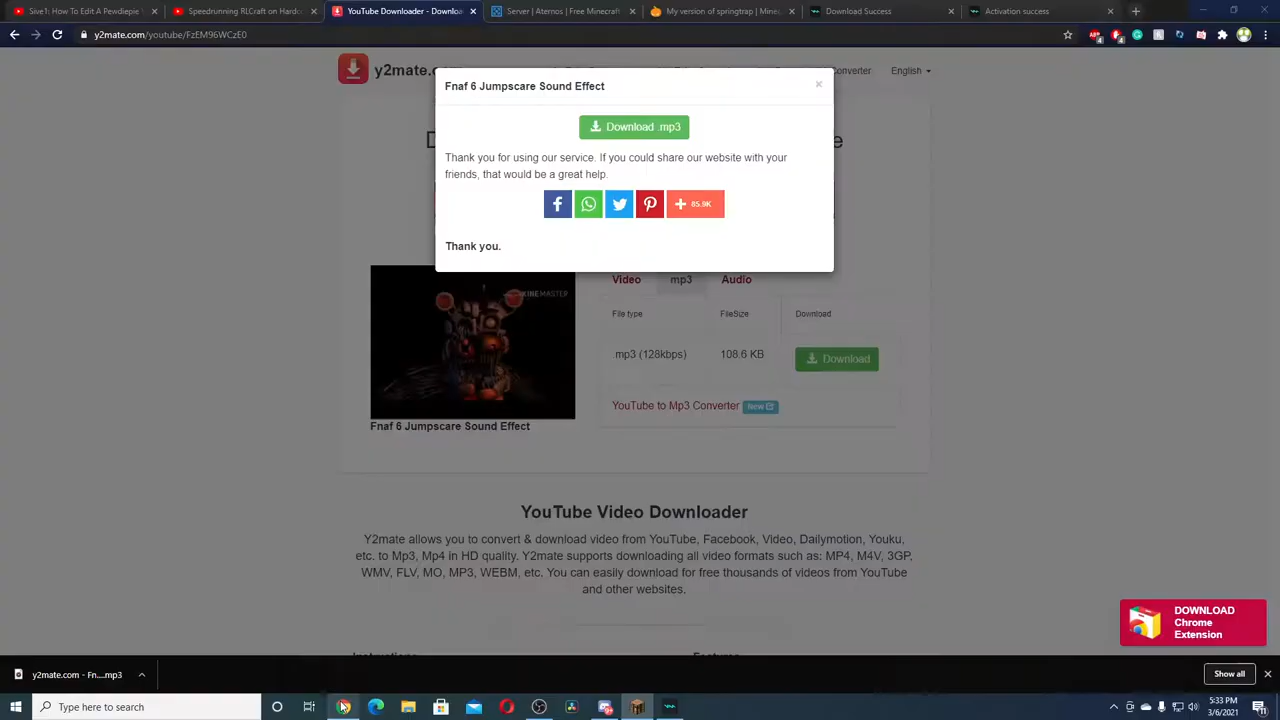 Sive1: How To Edit A Pewdiepie
Speedrunning RLCraft on Hardc
YouTube Downloader - Downlo
Server | Aternos | Free Minecraf
My version of springtrap | Minec
Download Success
Activation success
y2mate.com/youtube/FzEM96WCzE0
y2mate.c
onverter
English
Fnaf 6 Jumpscare Sound Effect
Download .mp3
Thank you for using our service. If you could share our website with your
friends, that would be a great help.
85.9K
Thank you.
Video
mp3
Audio
KINEMASTER
File type
FileSize
Download
.mp3 (128kbps)
108.6 KB
Download
YouTube to Mp3 Converter
New
Fnaf 6 Jumpscare Sound Effect
YouTube Video Downloader
Y2mate allows you to convert & download video from YouTube, Facebook, Video, Dailymotion, Youku,
etc. to Mp3, Mp4 in HD quality. Y2mate supports downloading all video formats such as: MP4, M4V, 3GP,
WMV, FLV, MO, MP3, WEBM, etc. You can easily download for free thousands of videos from YouTube
and other websites.
DOWNLOAD
Chrome
Extension
y2mate.com - Fn....mp3
Show all
Type here to search
5:33 PM
3/6/2021